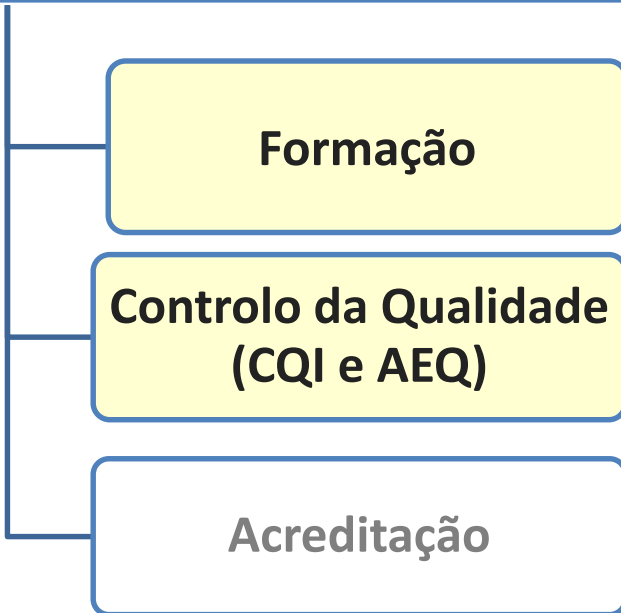 Formação
Controlo da Qualidade
(CQI e AEQ)
Acreditação